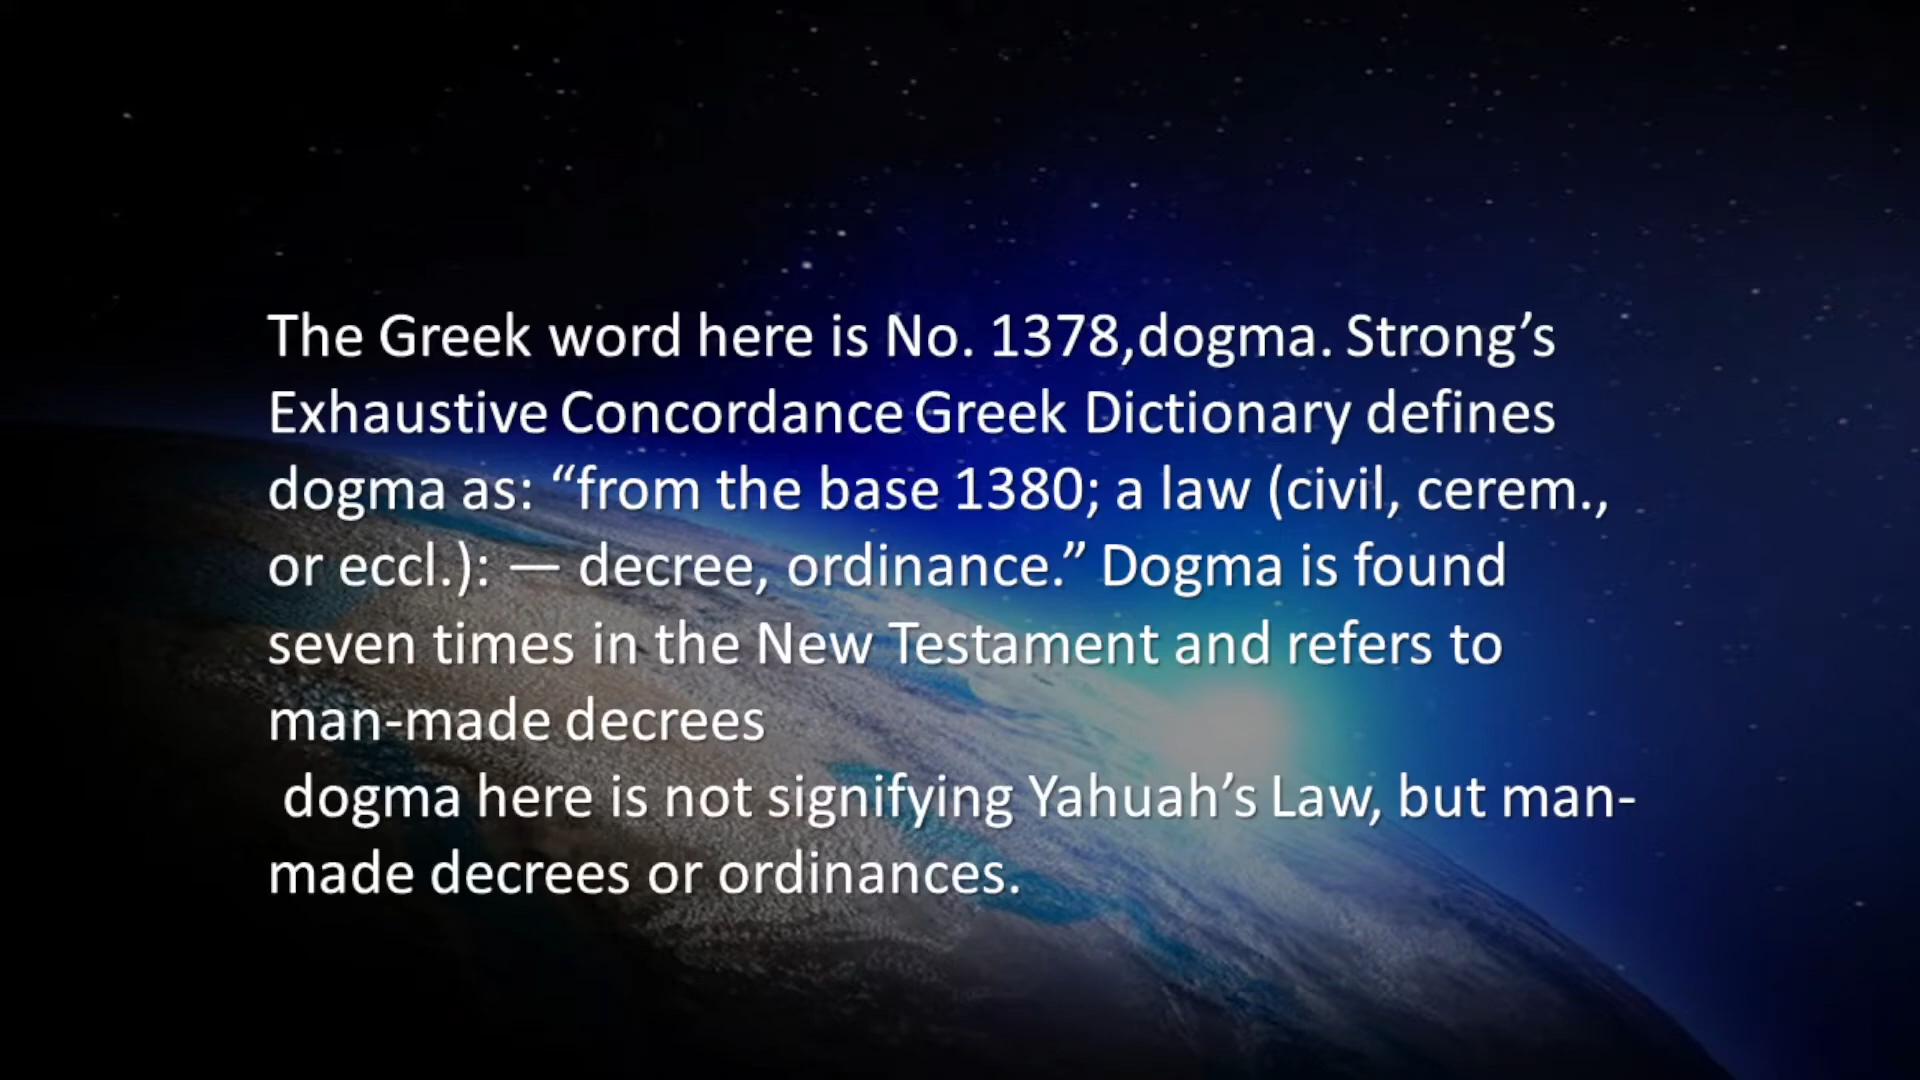 The Greek word here is No. 1378,dogma. Strong’s
Exhaustive Concordance Greek Dictionary defines
dogma as: “from the base 1380; a law (civil, cerem.,
or eccl.): — decree, ordinance.” Dogma is found
seven times in the New Testament and refers to
man-made decrees
dogma here is not signifying Yahuah’s Law, but man-
made decrees or ordinances.